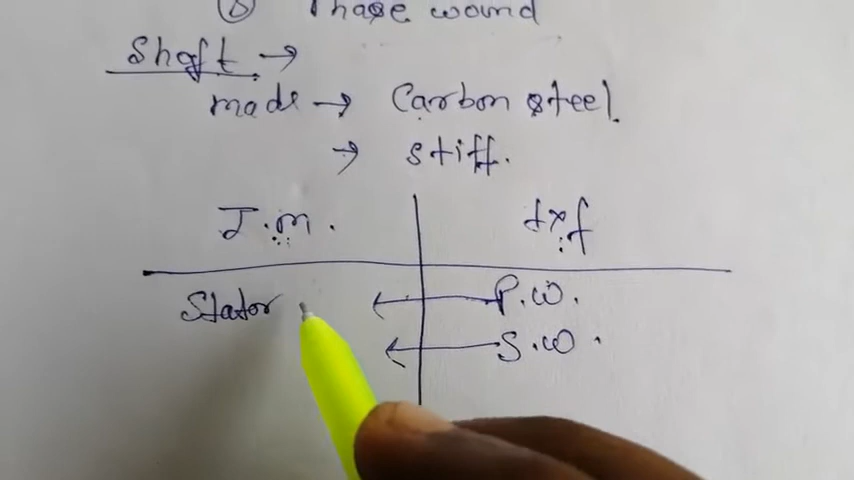 (b) Phase wound
Shaft →
made → Carbon steel.
→ stiff.
I.m. txf
Stator ← P.W.
← S.W.